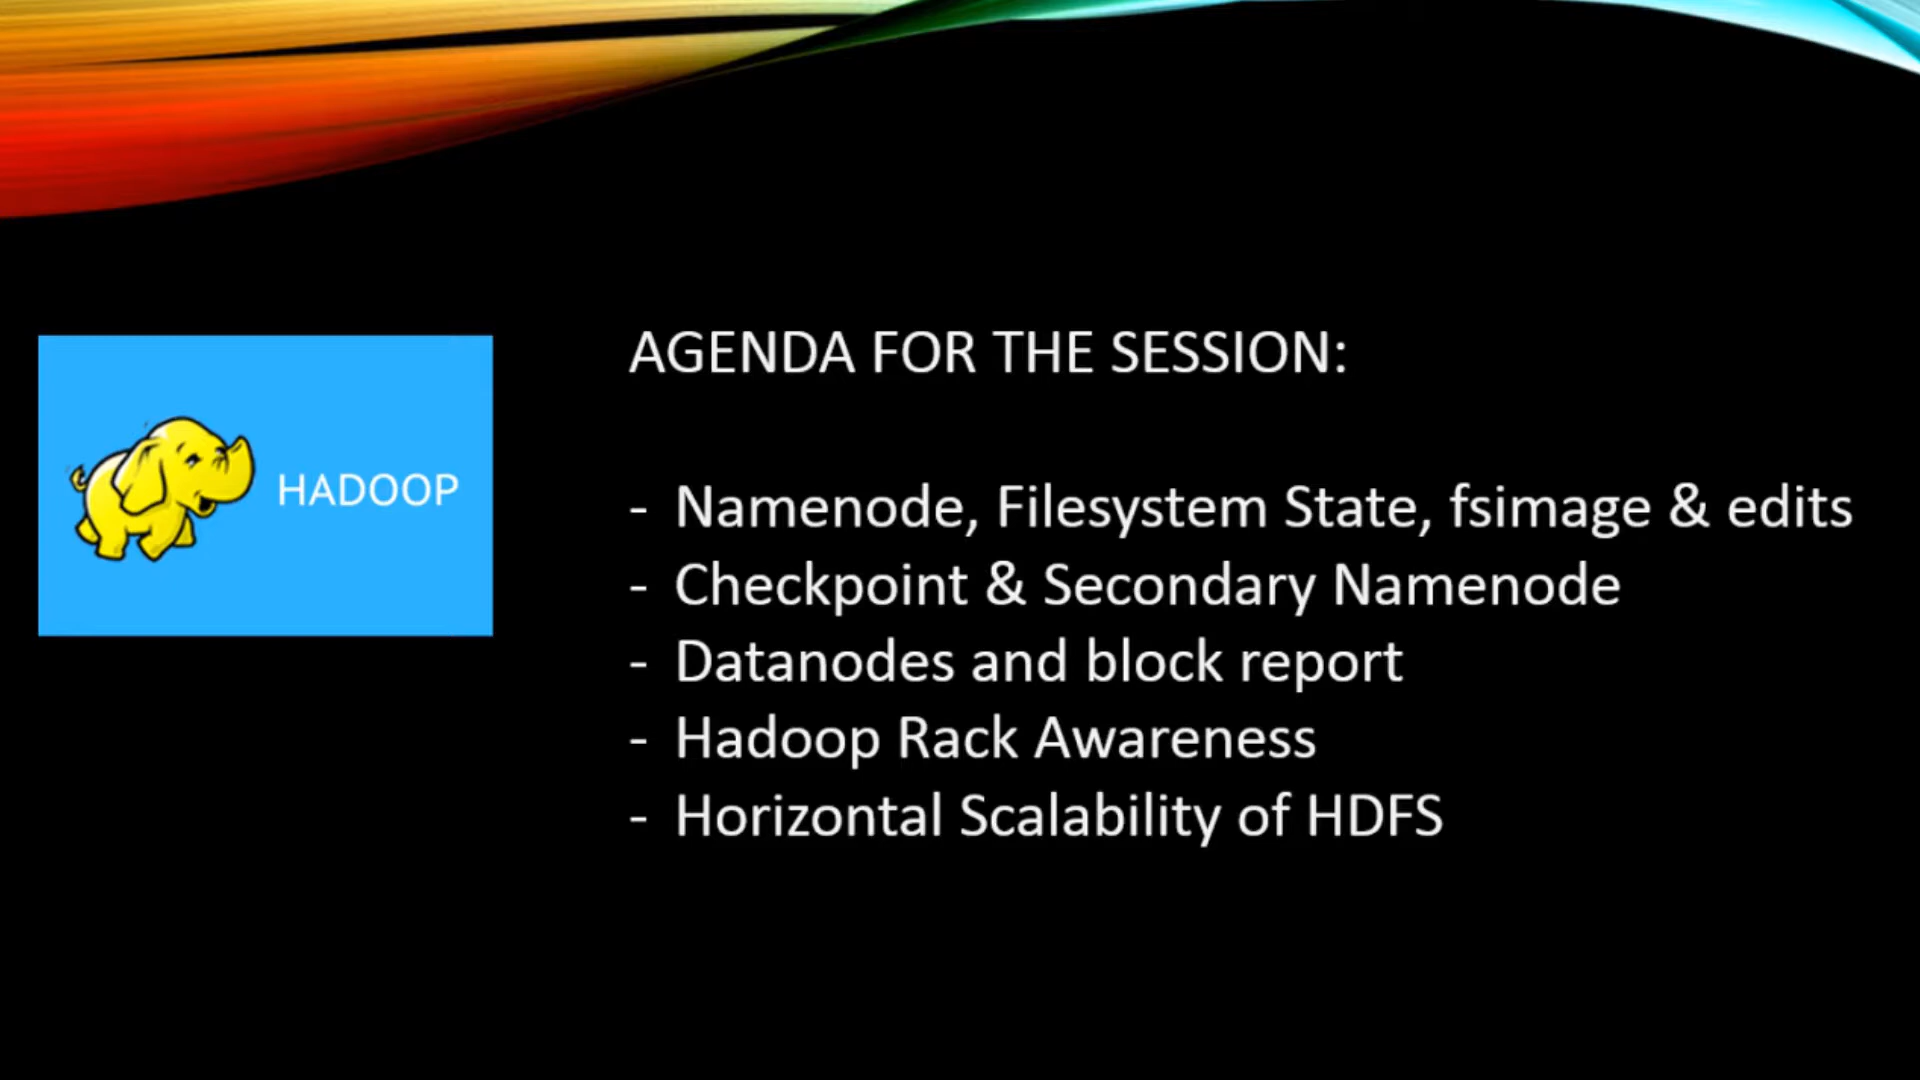 HADOOP
AGENDA FOR THE SESSION:
- Namenode, Filesystem State, fsimage & edits
- Checkpoint & Secondary Namenode
- Datanodes and block report
- Hadoop Rack Awareness
- Horizontal Scalability of HDFS